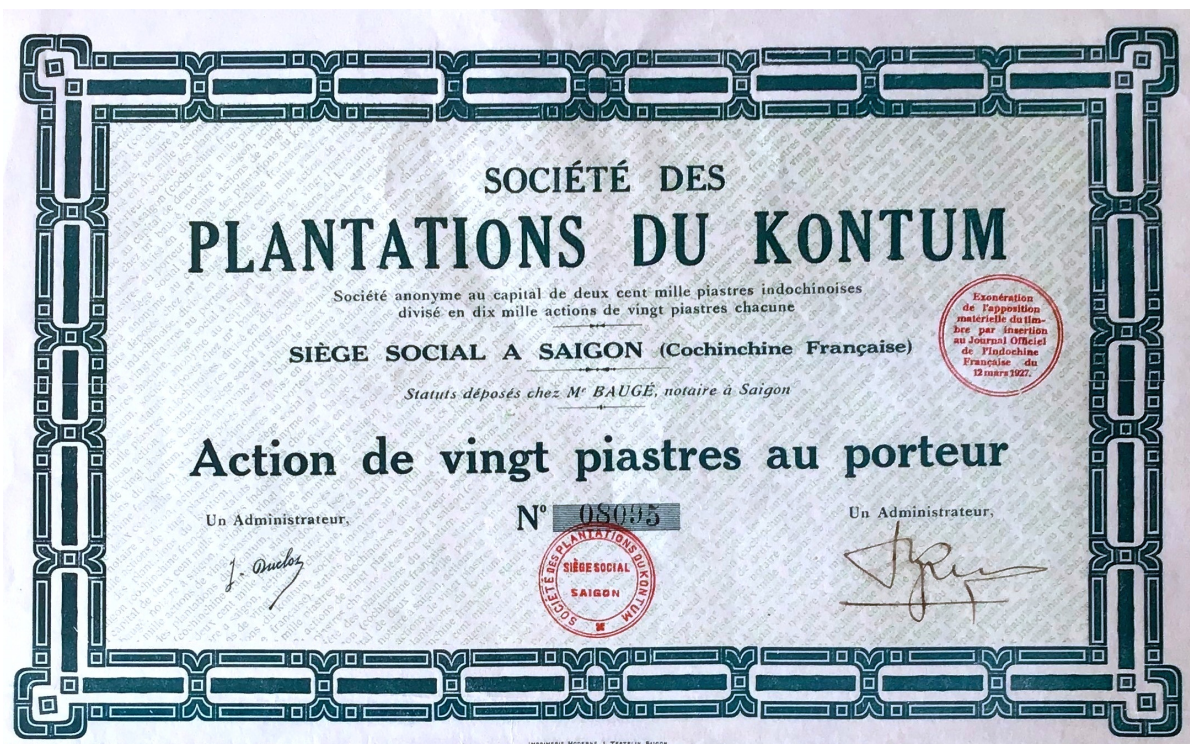 SOCIÉTÉ DES
PLANTATIONS DU KONTUM
Société anonyme au capital de deux cent mille piastres indochinoises
divisé en dix mille actions de vingt piastres chacune
SIÈGE SOCIAL A SAIGON (Cochinchine Française)
Statuts déposés chez Me BAUGÉ, notaire à Saigon
Exonération
de l'apposition
matérielle du tim-
bre par insertion
au Journal Officiel
de l'Indochine
Française du
12 mars 1927.
Action de vingt piastres au porteur
Un Administrateur,
No 08095
Un Administrateur,
J. Duclos
SOCIÉTÉ DES PLANTATIONS DU KONTUM
SIÈGE SOCIAL
SAIGON
IMPRIMERIE MODERNE J. TESTELIN SAIGON